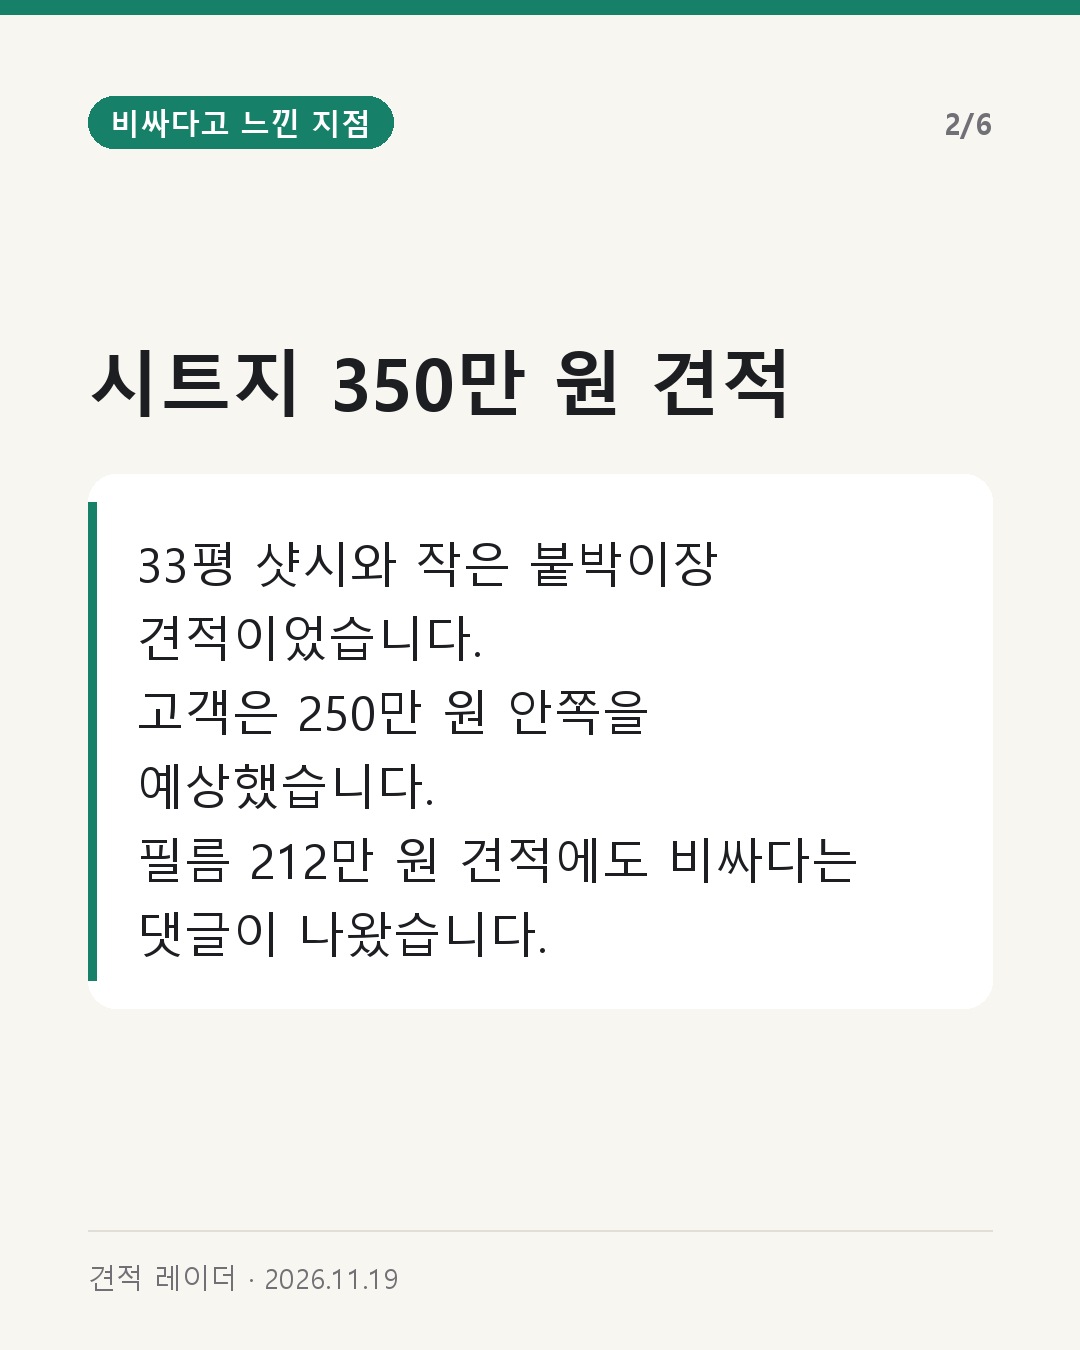 비싸다고 느낀 지점
2/6
시트지 350만 원 견적
33평 샷시와 작은 붙박이장
견적이었습니다.
고객은 250만 원 안쪽을
예상했습니다.
필름 212만 원 견적에도 비싸다는
댓글이 나왔습니다.
견적 레이더 · 2026.11.19